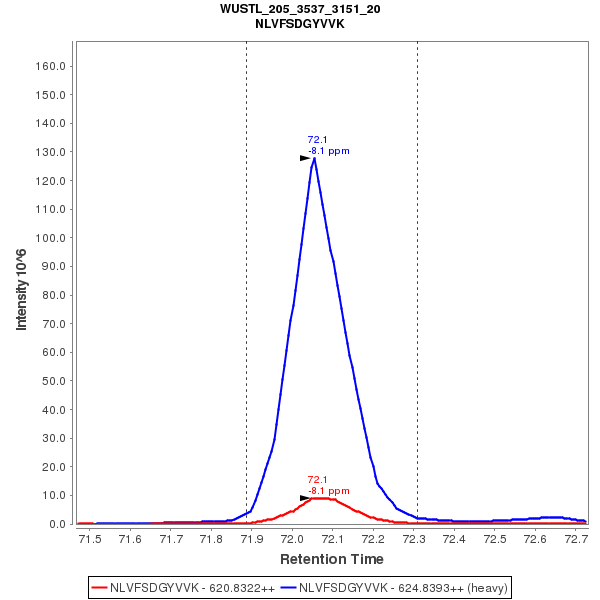 WUSTL_205_3537_3151_20
NLVFSDGYVVK
Intensity 10^6
160.0
150.0
140.0
130.0
120.0
110.0
100.0
90.0
80.0
70.0
60.0
50.0
40.0
30.0
20.0
10.0
0.0
72.1
-8.1 ppm
72.1
-8.1 ppm
71.5 71.6 71.7 71.8 71.9 72.0 72.1 72.2 72.3 72.4 72.5 72.6 72.7
Retention Time
NLVFSDGYVVK - 620.8322++ NLVFSDGYVVK - 624.8393++ (heavy)